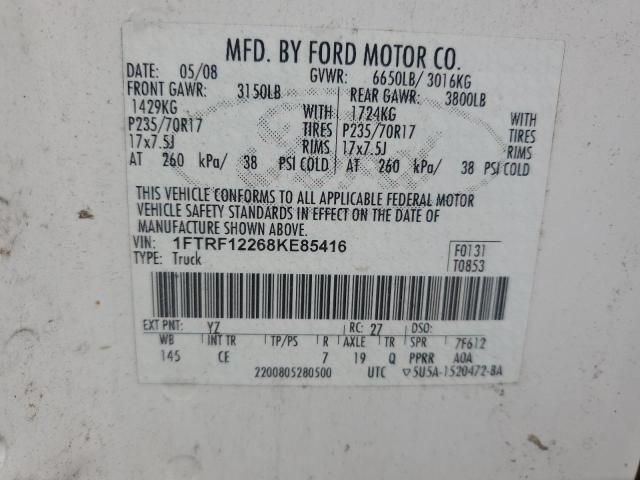 MFD. BY FORD MOTOR CO.
DATE: 05/08 GVWR: 6650LB/ 3016KG
FRONT GAWR: 3150LB REAR GAWR: 3800LB
1429KG WITH 1724KG WITH
P235/70R17 TIRES P235/70R17 TIRES
17x7.5J RIMS 17x7.5J RIMS
AT 260 kPa/ 38 PSI COLD AT 260 kPa/ 38 PSI COLD
THIS VEHICLE CONFORMS TO ALL APPLICABLE FEDERAL MOTOR
VEHICLE SAFETY STANDARDS IN EFFECT ON THE DATE OF
MANUFACTURE SHOWN ABOVE.
VIN: 1FTRF12268KE85416 F0131
TYPE: Truck T0853
EXT PNT: YZ RC: 27 DSO:
WB INT TR TP/PS R AXLE TR SPR 7F612
145 CE 7 19 Q PPRR A0A
2200805280500 UTC ▽5U5A-1520472-BA